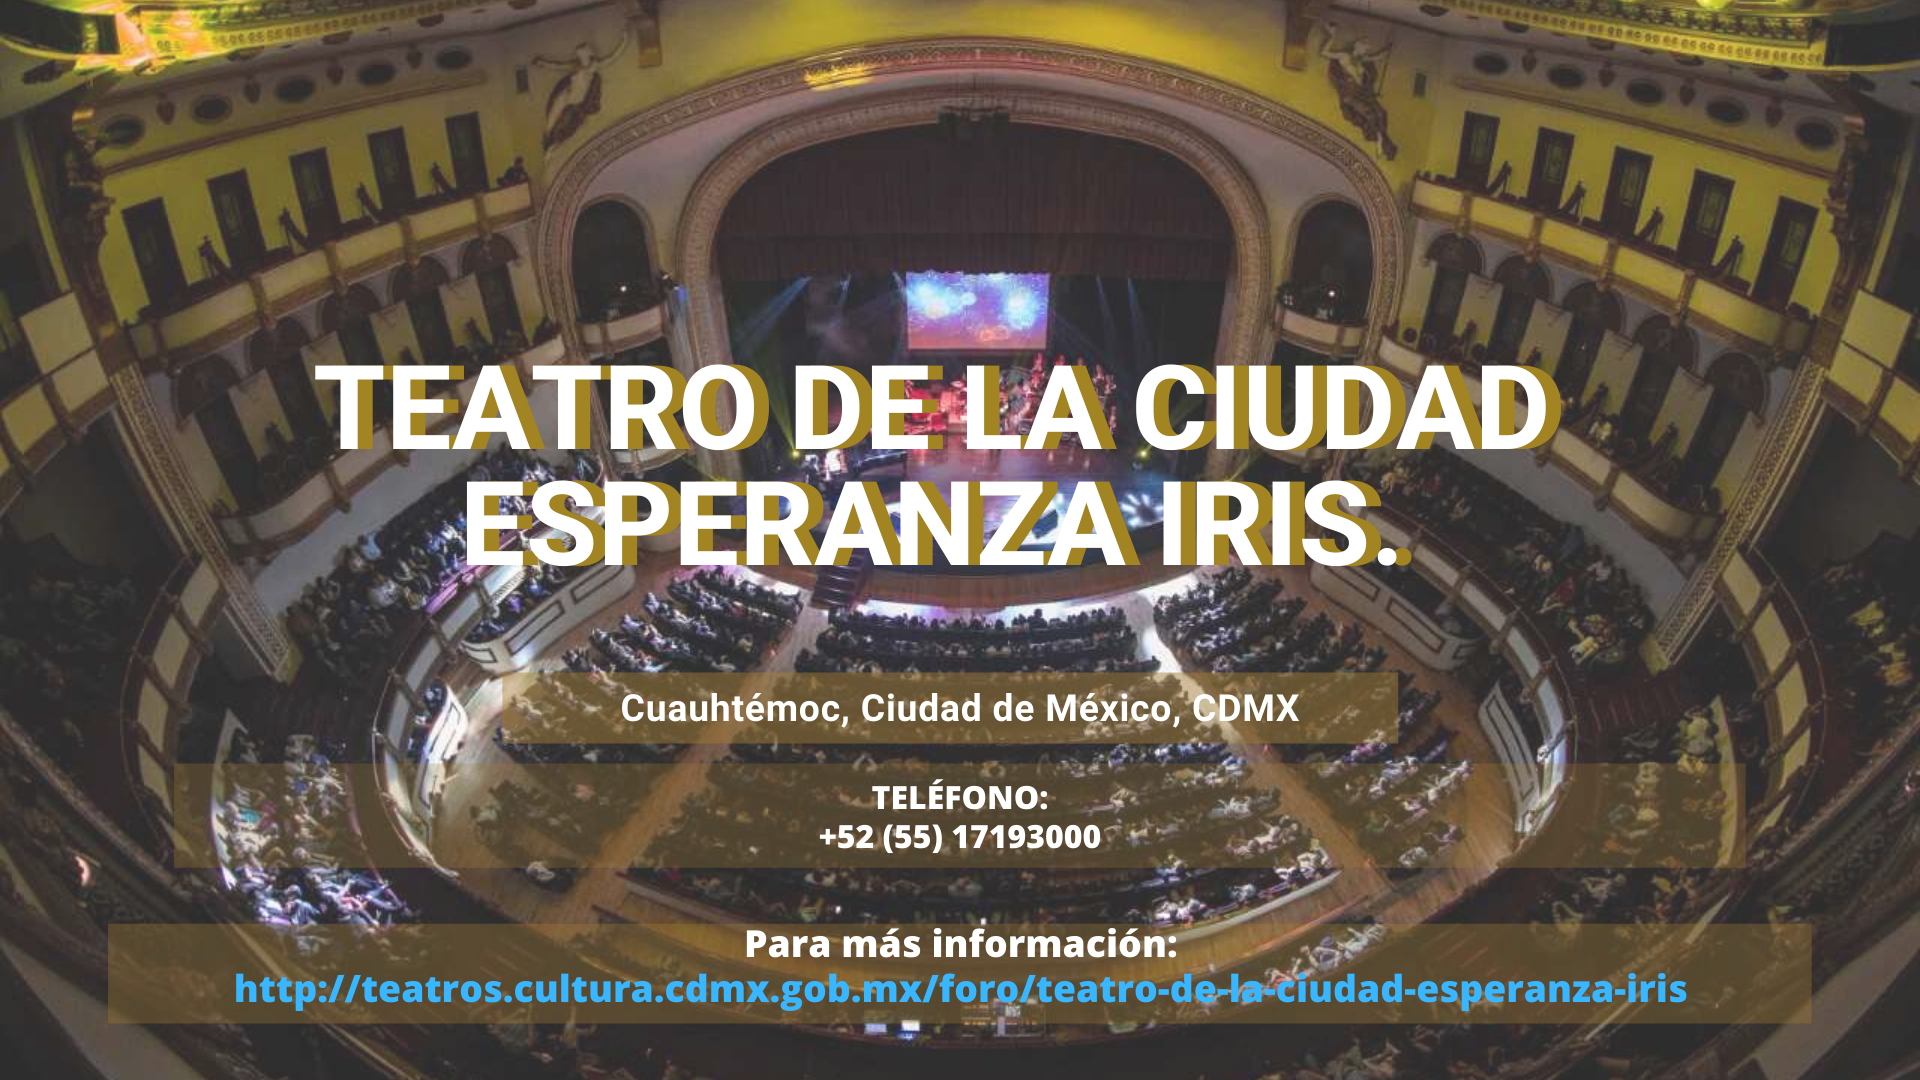 TEATRO DE LA CIUDAD
ESPERANZA IRIS.
Cuauhtémoc, Ciudad de México, CDMX
TELÉFONO:
+52 (55) 17193000
Para más información:
http://teatros.cultura.cdmx.gob.mx/foro/teatro-de-la-ciudad-esperanza-iris